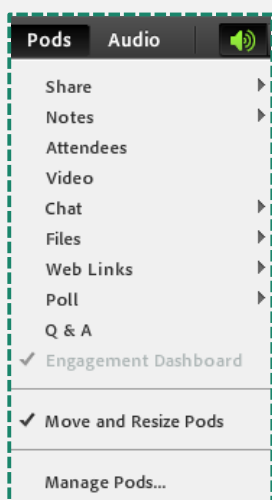 Pods Audio
Share
Notes
Attendees
Video
Chat
Files
Web Links
Poll
Q & A
Engagement Dashboard
Move and Resize Pods
Manage Pods...